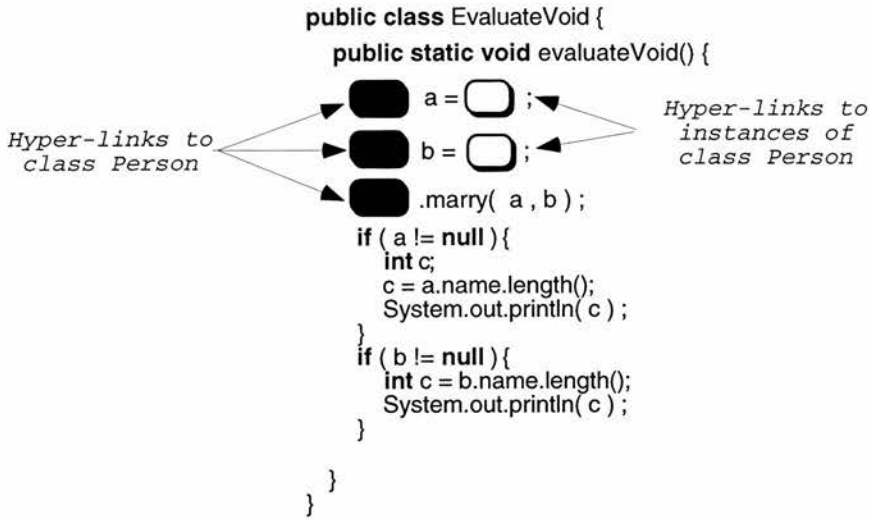 public class EvaluateVoid {
public static void evaluateVoid() {
a = ;
Hyper-links to
class Person
b = ;
Hyper-links to
instances of
class Person
.marry( a , b ) ;
if ( a != null ) {
int c;
c = a.name.length();
System.out.println( c ) ;
}
if ( b != null ) {
int c = b.name.length();
System.out.println( c ) ;
}
}
}